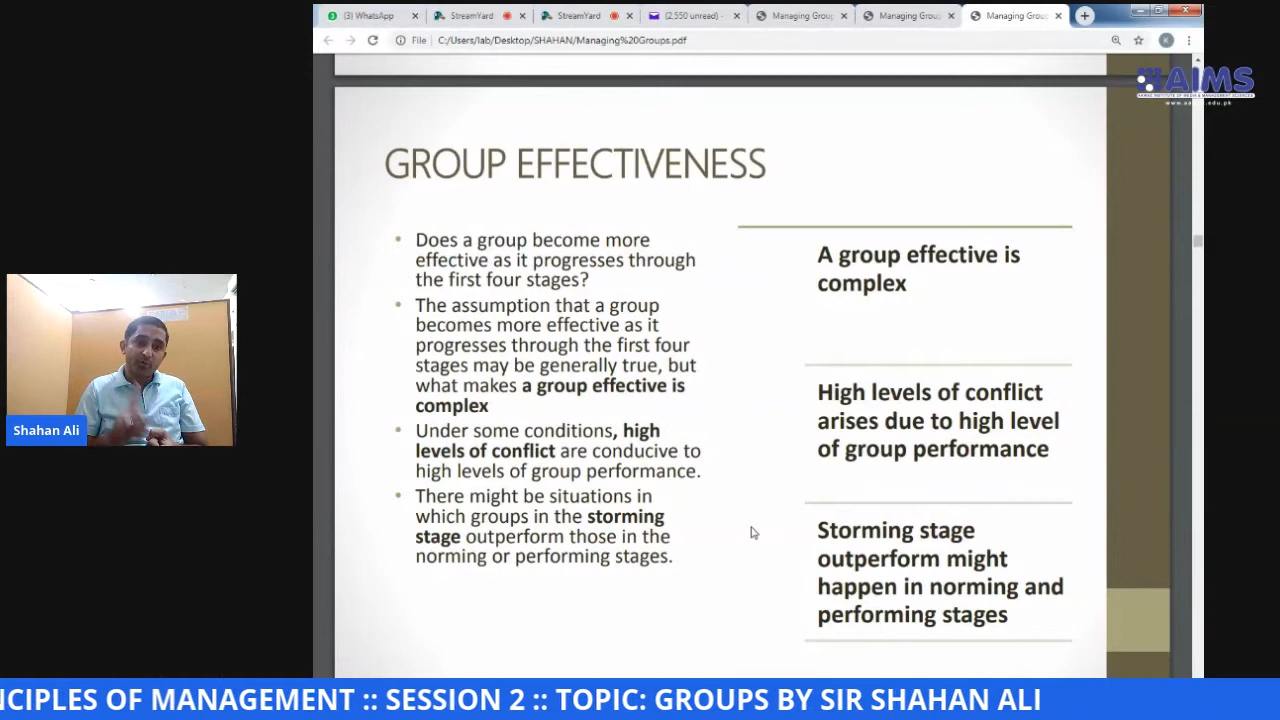 (3) WhatsApp
StreamYard
StreamYard
(2,550 unread) -
Managing Group
Managing Group
Managing Group
File
C:/Users/lab/Desktop/SHAHAN/Managing%20Groups.pdf
K
AIMS
GROUP EFFECTIVENESS
• Does a group become more
effective as it progresses through
the first four stages?
• The assumption that a group
becomes more effective as it
progresses through the first four
stages may be generally true, but
what makes a group effective is
complex
• Under some conditions, high
levels of conflict are conducive to
high levels of group performance.
• There might be situations in
which groups in the storming
stage outperform those in the
norming or performing stages.
A group effective is
complex
High levels of conflict
arises due to high level
of group performance
Storming stage
outperform might
happen in norming and
performing stages
Shahan Ali
NCIPLES OF MANAGEMENT :: SESSION 2 :: TOPIC: GROUPS BY SIR SHAHAN ALI